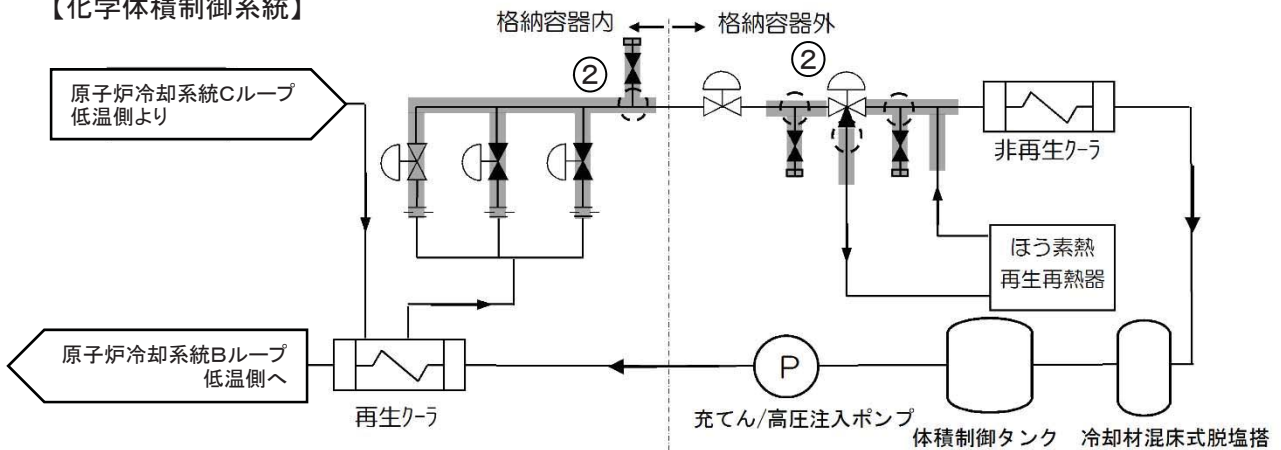 【化学体積制御系統】
格納容器内
格納容器外
②
②
原子炉冷却系統Cループ
低温側より
非再生クーラ
ほう素熱
再生再熱器
原子炉冷却系統Bループ
低温側へ
P
再生クーラ
充てん/高圧注入ポンプ
体積制御タンク
冷却材混床式脱塩搭